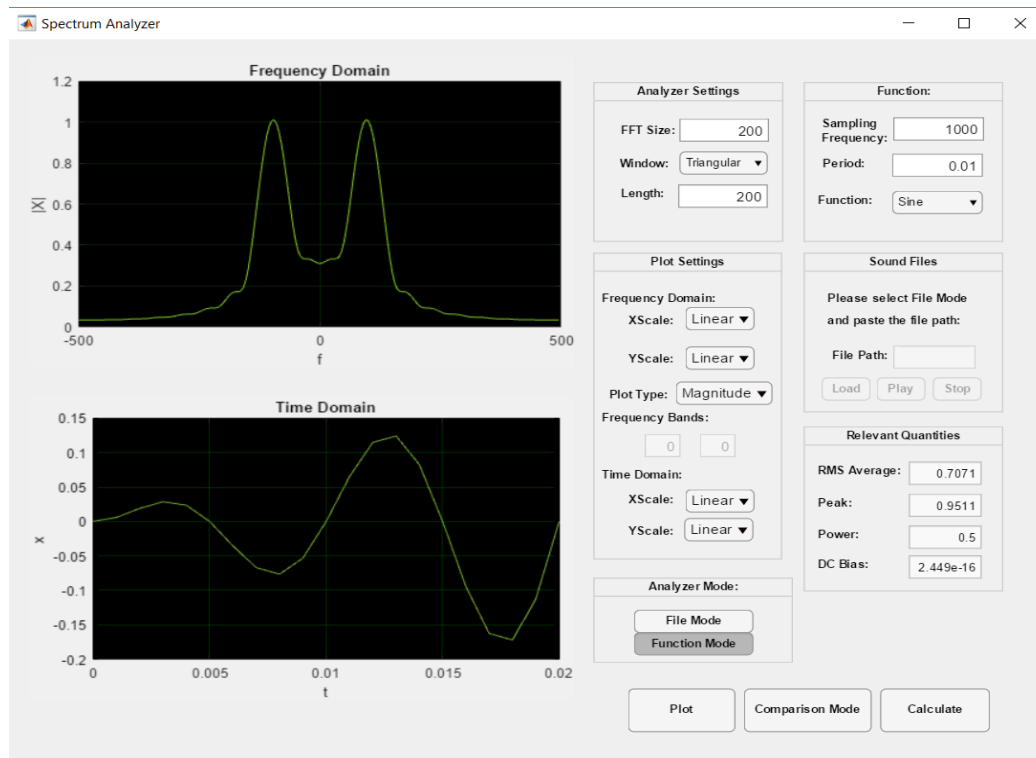 Spectrum Analyzer
Frequency Domain
1.2
1
0.8
0.6
0.4
0.2
0
|X|
-500 0 500
f
Time Domain
0.15
0.1
0.05
0
-0.05
-0.1
-0.15
-0.2
x
0 0.005 0.01 0.015 0.02
t
Analyzer Settings
FFT Size: 200
Window: Triangular
Length: 200
Function:
Sampling
Frequency: 1000
Period: 0.01
Function: Sine
Plot Settings
Frequency Domain:
XScale: Linear
YScale: Linear
Plot Type: Magnitude
Frequency Bands:
0 0
Time Domain:
XScale: Linear
YScale: Linear
Sound Files
Please select File Mode
and paste the file path:
File Path:
Load Play Stop
Relevant Quantities
RMS Average: 0.7071
Peak: 0.9511
Power: 0.5
DC Bias: 2.449e-16
Analyzer Mode:
File Mode
Function Mode
Plot Comparison Mode Calculate